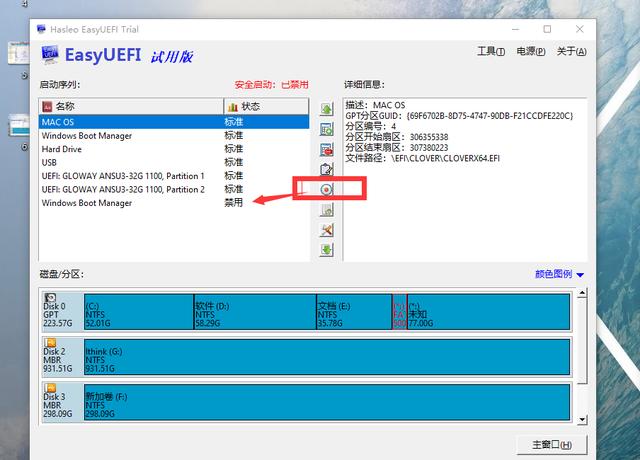 Hasleo EasyUEFI Trial
EasyUEFI 试用版
工具(T) 电源(P) 关于(A)
启动序列: 安全启动: 已禁用 详细信息:
名称 状态
MAC OS 标准
Windows Boot Manager 标准
Hard Drive 标准
USB 标准
UEFI: GLOWAY ANSU3-32G 1100, Partition 1 标准
UEFI: GLOWAY ANSU3-32G 1100, Partition 2 标准
Windows Boot Manager 禁用
描述: MAC OS
GPT分区GUID: {69F6702B-8D75-4747-90DB-F21CCDFE220C}
分区编号: 4
分区开始扇区: 306355338
分区结束扇区: 307380223
文件路径: \EFI\CLOVER\CLOVERX64.EFI
磁盘/分区: 颜色图例
Disk 0
GPT
223.57G
(C:)
NTFS
52.01G
软件 (D:)
NTFS
58.29G
文档 (E:)
NTFS
35.78G
(*:)
FA
500
(*:)
未知
77.00G
Disk 2
MBR
931.51G
Ithink (G:)
NTFS
931.51G
Disk 3
MBR
298.09G
新加卷 (F:)
NTFS
298.09G
主窗口(H)